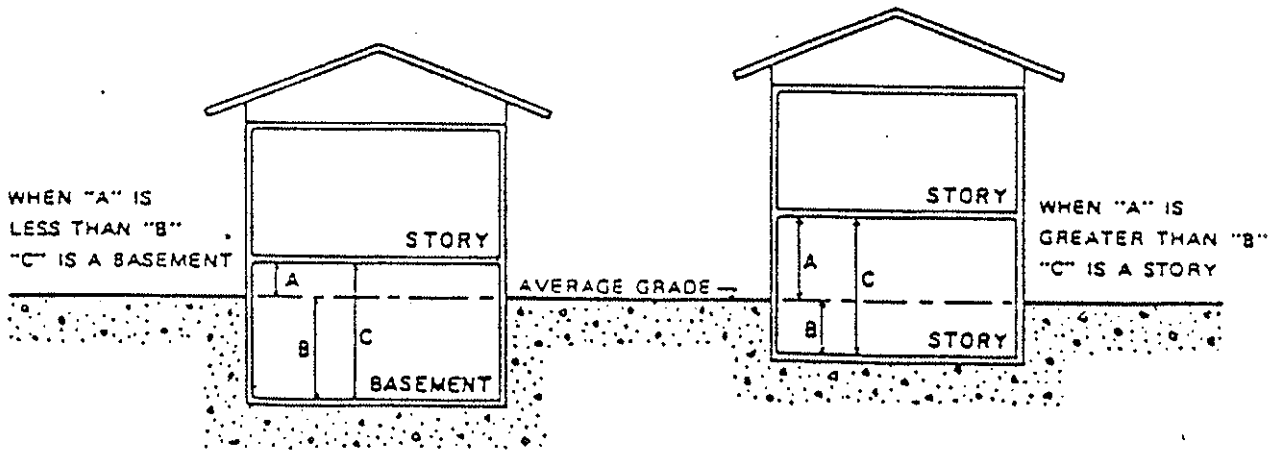 WHEN "A" IS
LESS THAN "B"
"C" IS A BASEMENT
STORY
A
B
C
BASEMENT
AVERAGE GRADE
STORY
A
C
B
STORY
WHEN "A" IS
GREATER THAN "B"
"C" IS A STORY